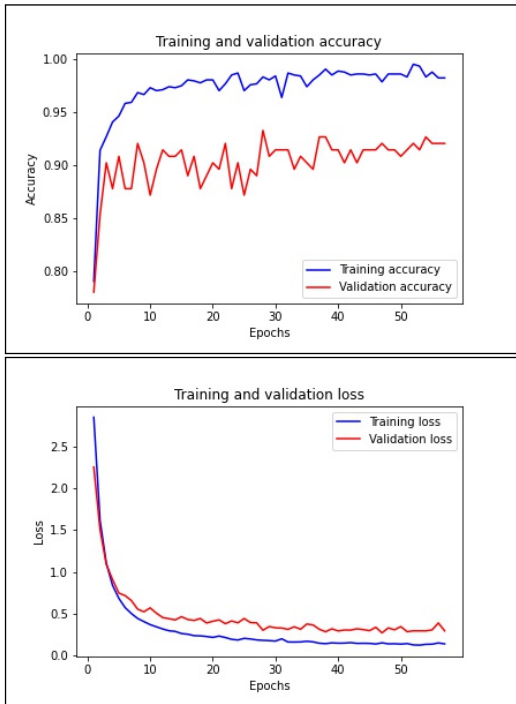 Training and validation accuracy
1.00
0.95
0.90
0.85
0.80
Accuracy
Training accuracy
Validation accuracy
0 10 20 30 40 50
Epochs
Training and validation loss
Training loss
Validation loss
2.5
2.0
1.5
1.0
0.5
0.0
Loss
0 10 20 30 40 50
Epochs